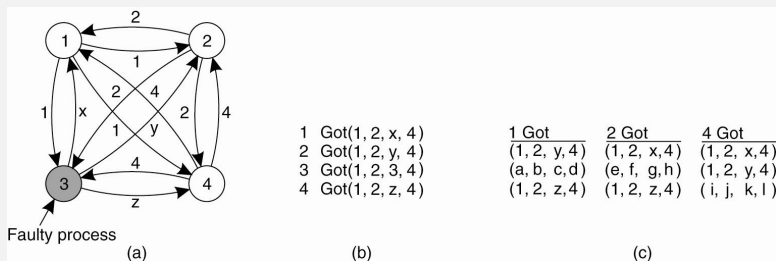 2
1 2
1
2 4
1 x 2 4
1 y
4
3 4
z
Faulty process
(a)
1 Got(1, 2, x, 4)
2 Got(1, 2, y, 4)
3 Got(1, 2, 3, 4)
4 Got(1, 2, z, 4)
(b)
1 Got 2 Got 4 Got
(1, 2, y, 4) (1, 2, x, 4) (1, 2, x, 4)
(a, b, c, d) (e, f, g, h) (1, 2, y, 4)
(1, 2, z, 4) (1, 2, z, 4) (i, j, k, l)
(c)